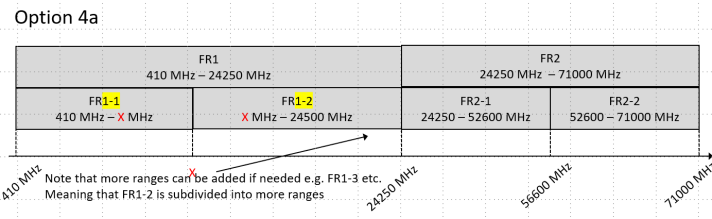 Option 4a
FR1
410 MHz – 24250 MHz
FR2
24250 MHz – 71000 MHz
FR1-1
410 MHz – X MHz
FR1-2
X MHz – 24500 MHz
FR2-1
24250 – 52600 MHz
FR2-2
52600 – 71000 MHz
410 MHz
X
24250 MHz
56600 MHz
71000 MHz
Note that more ranges can be added if needed e.g. FR1-3 etc.
Meaning that FR1-2 is subdivided into more ranges